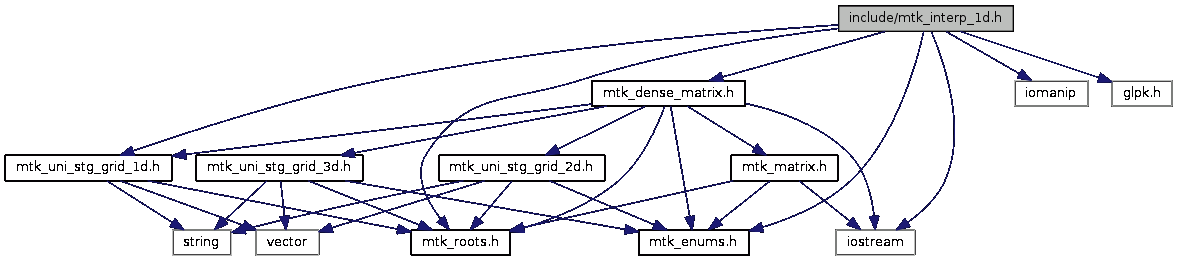 include/mtk_interp_1d.h
mtk_dense_matrix.h
iomanip
glpk.h
mtk_uni_stg_grid_1d.h
mtk_uni_stg_grid_3d.h
mtk_uni_stg_grid_2d.h
mtk_matrix.h
string
vector
mtk_roots.h
mtk_enums.h
iostream